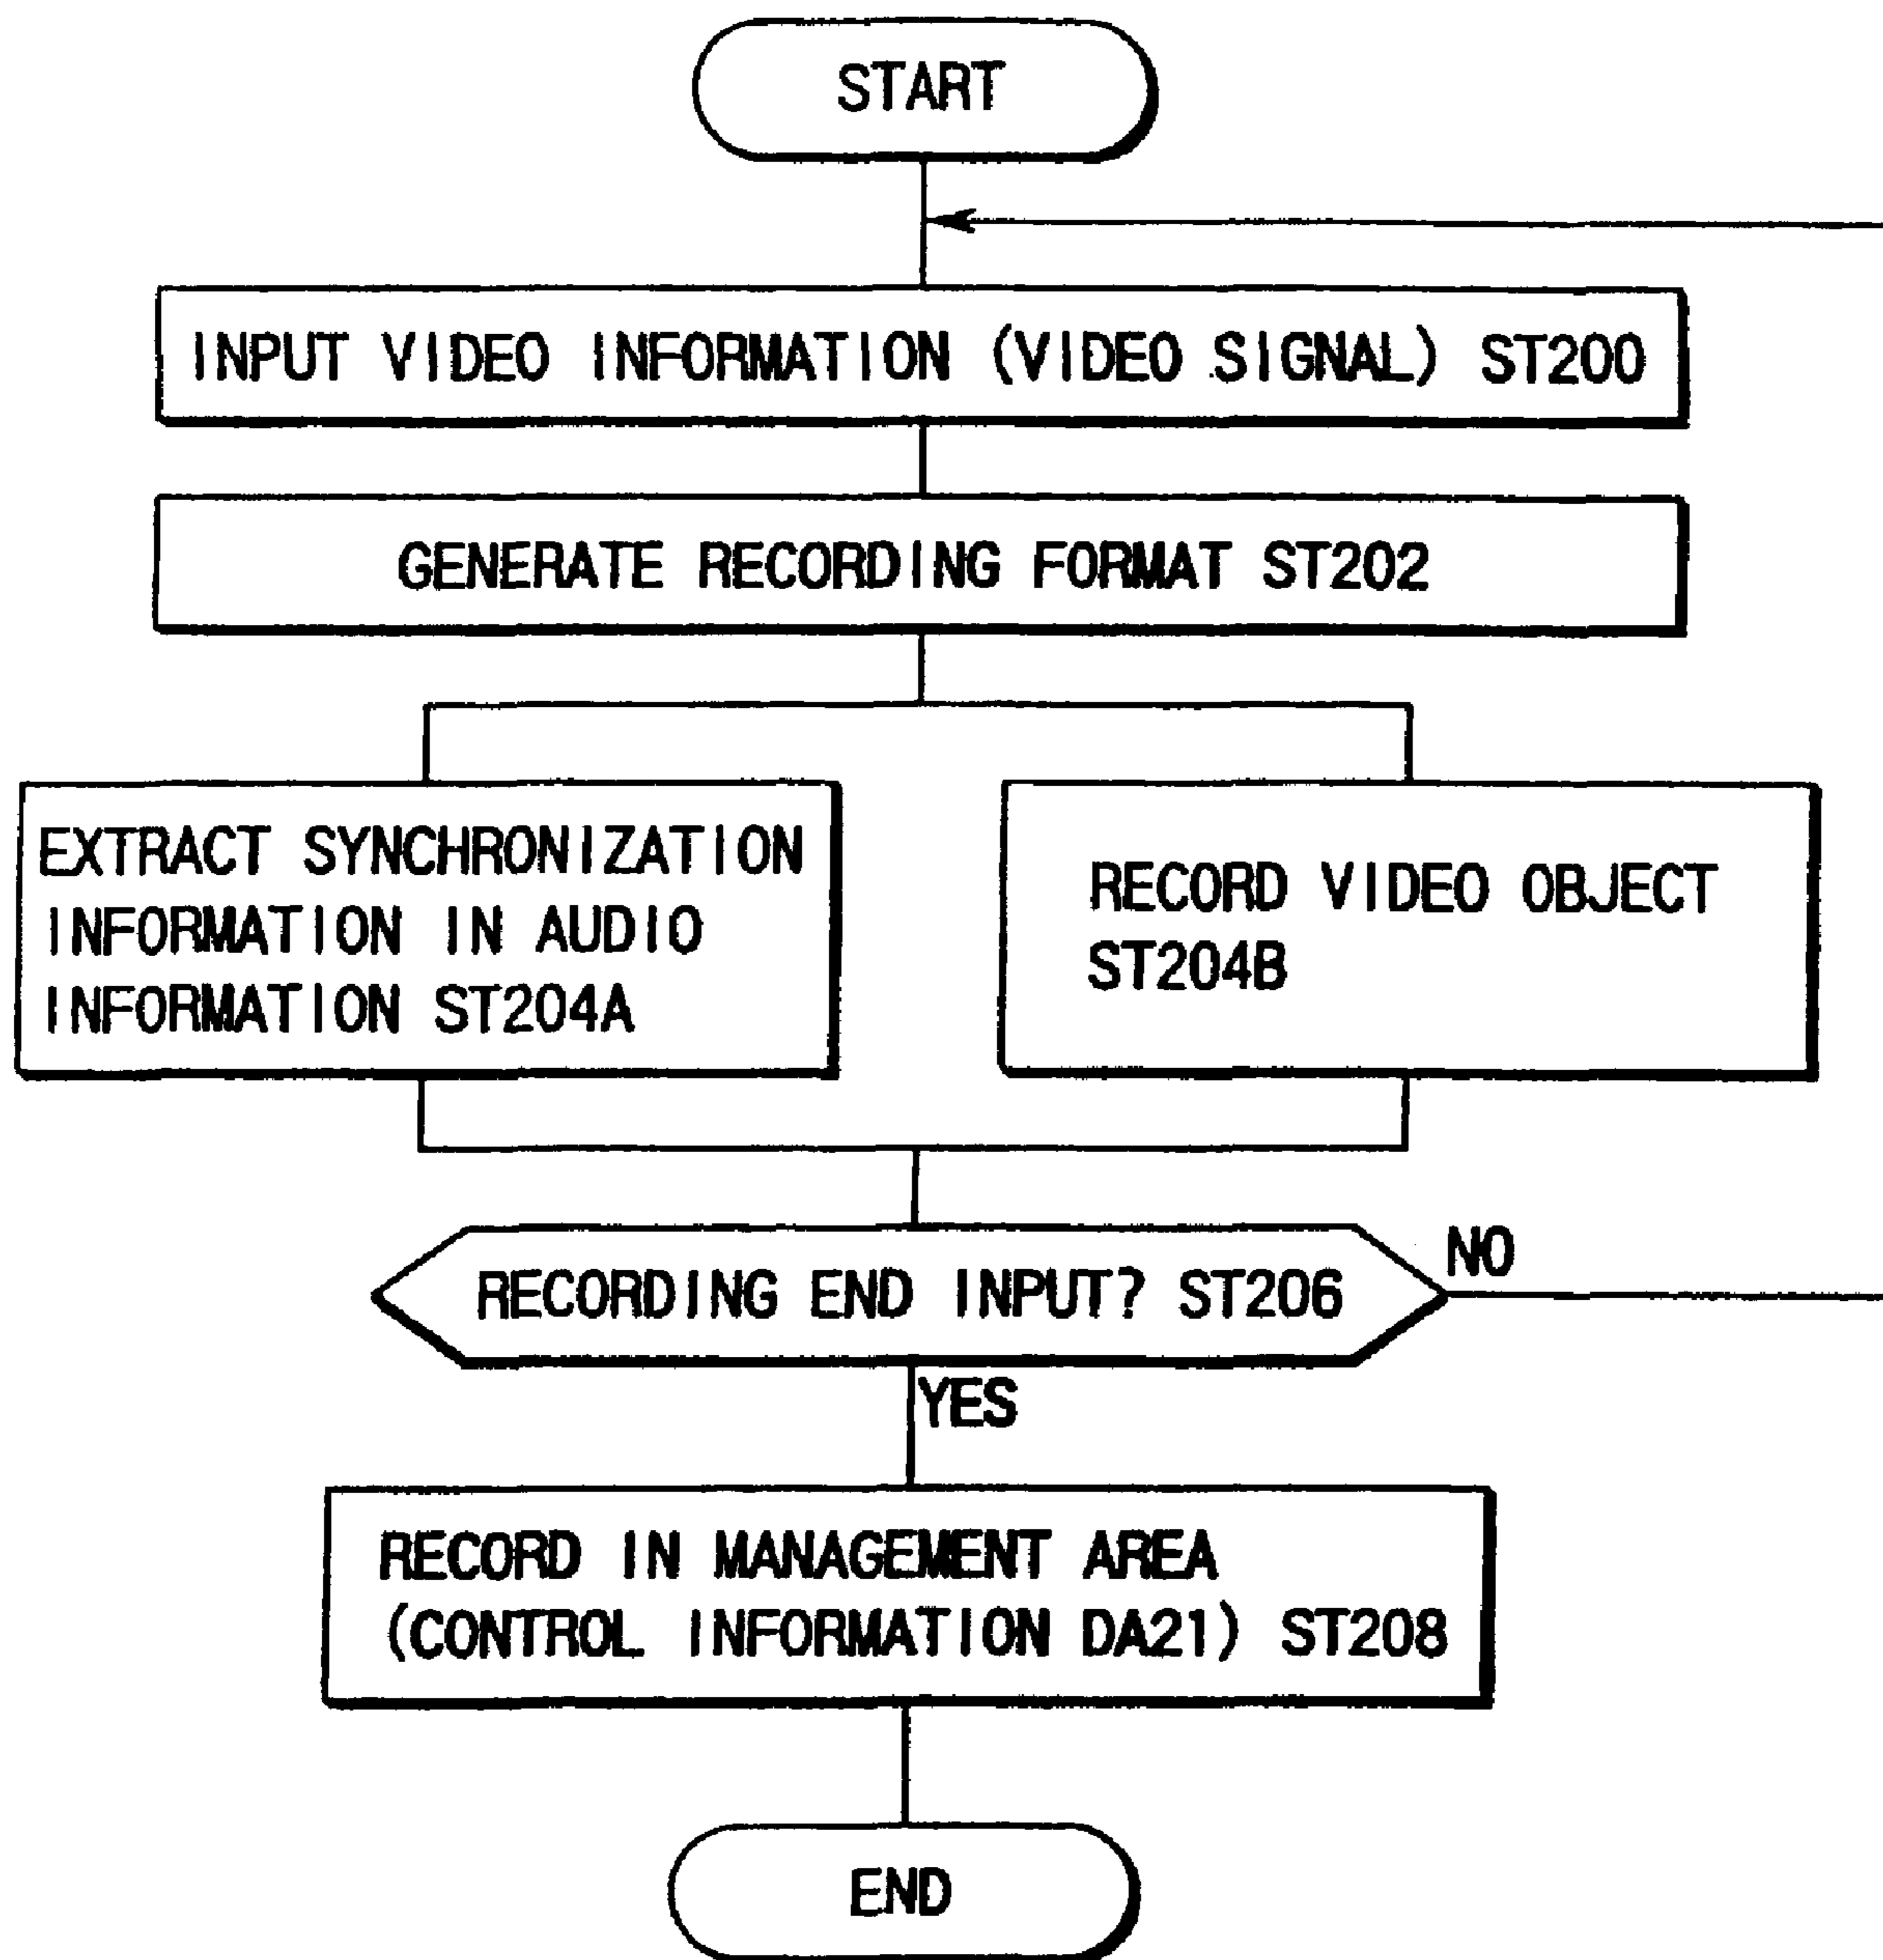 START
INPUT VIDEO INFORMATION (VIDEO SIGNAL) ST200
GENERATE RECORDING FORMAT ST202
EXTRACT SYNCHRONIZATION
INFORMATION IN AUDIO
INFORMATION ST204A
RECORD VIDEO OBJECT
ST204B
RECORDING END INPUT? ST206
NO
YES
RECORD IN MANAGEMENT AREA
(CONTROL INFORMATION DA21) ST208
END